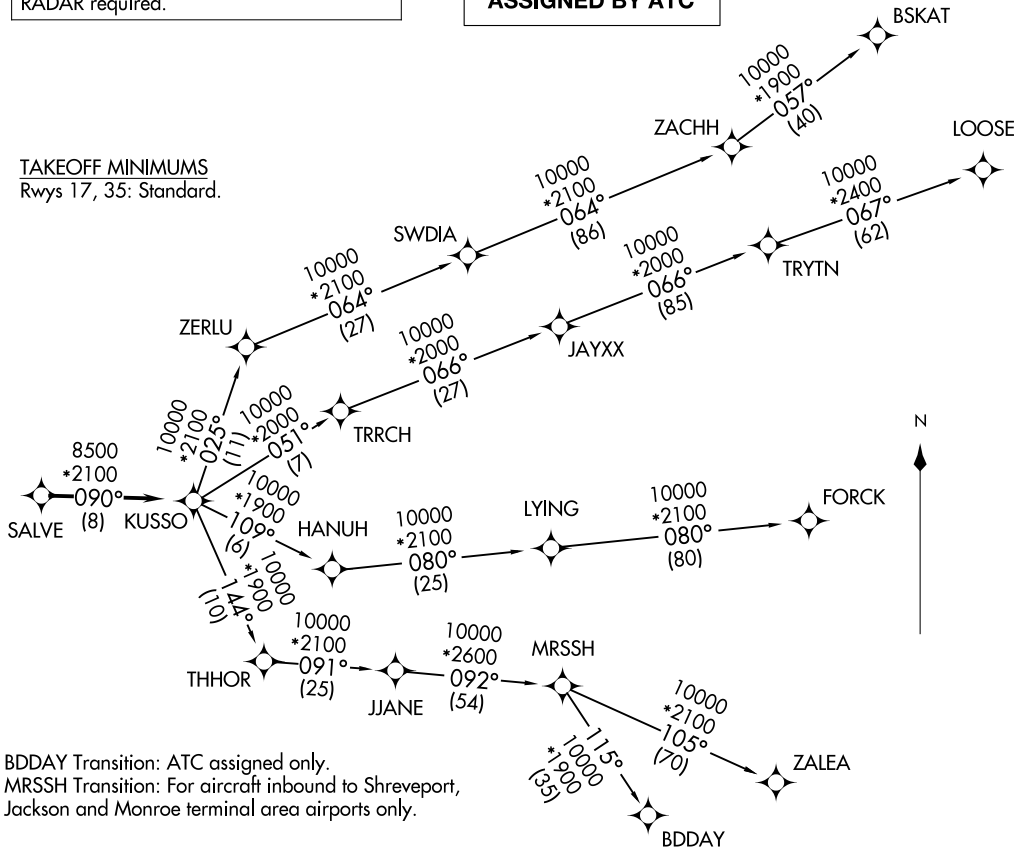 RADAR required.
ASSIGNED BY ATC
BSKAT
10000
*1900
057°
(40)
ZACHH
LOOSE
TAKEOFF MINIMUMS
Rwys 17, 35: Standard.
10000
*2100
064°
(86)
10000
*2400
067°
(62)
SWDIA
TRYTN
10000
*2100
064°
(27)
10000
*2000
066°
(85)
ZERLU
JAYXX
10000
*2000
066°
(27)
TRRCH
10000
*2100
025°
(11)
10000
*2000
051°
(7)
N
8500
*2100
090°
(8)
SALVE
KUSSO
10000
*1900
109°
(6)
HANUH
10000
*2100
080°
(25)
LYING
10000
*2100
080°
(80)
FORCK
10000
*1900
144°
(10)
THHOR
10000
*2100
091°
(25)
JJANE
10000
*2600
092°
(54)
MRSSH
10000
*2100
105°
(70)
ZALEA
115°
10000
*1900
(35)
BDDAY
BDDAY Transition: ATC assigned only.
MRSSH Transition: For aircraft inbound to Shreveport,
Jackson and Monroe terminal area airports only.